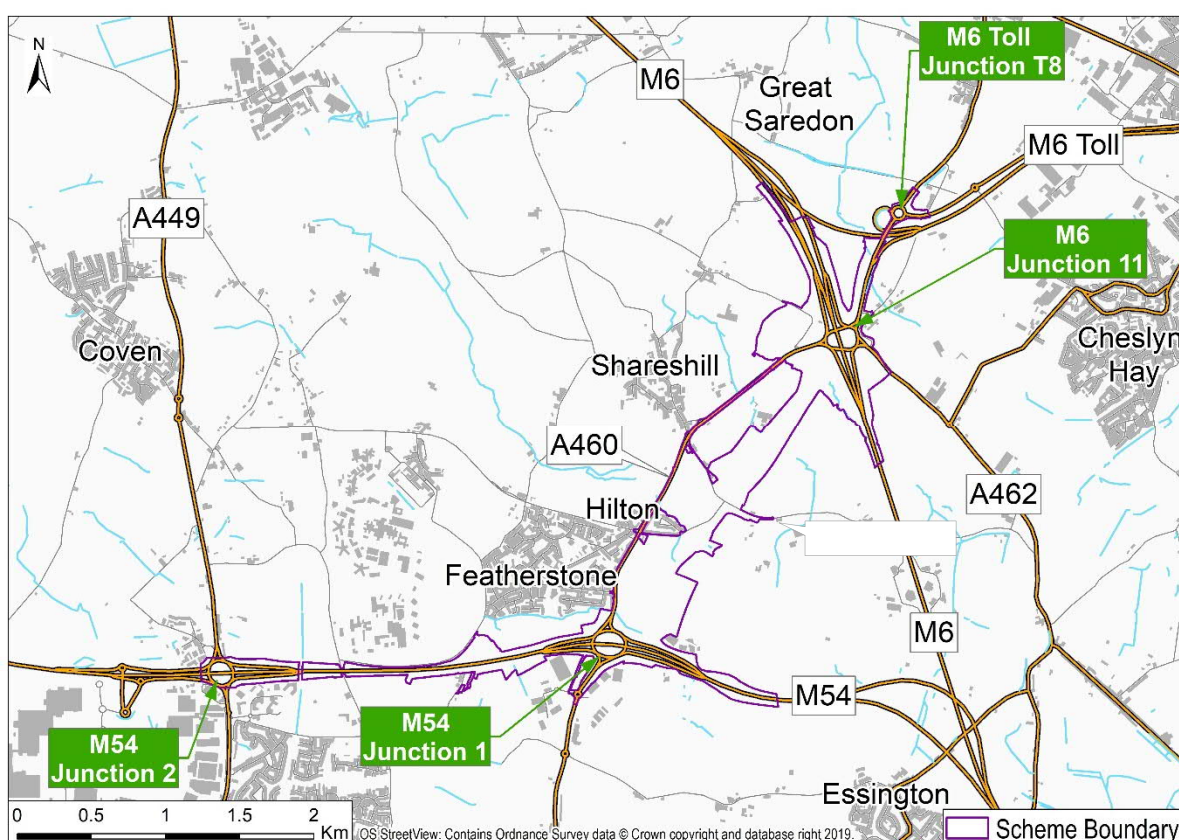 N
M6 Toll
Junction T8
M6
Great
Saredon
M6 Toll
A449
M6
Junction 11
Coven
Shareshill
Cheslyn
Hay
A460
A462
Hilton
Featherstone
M6
M54
M54
Junction 1
M54
Junction 2
Essington
0 0.5 1 1.5 2
Km
OS StreetView: Contains Ordnance Survey data © Crown copyright and database right 2019.
Scheme Boundary